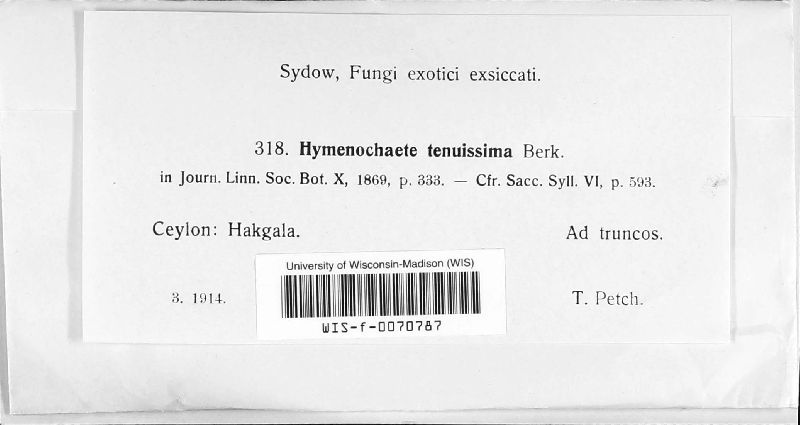 Sydow, Fungi exotici exsiccati.
318. Hymenochaete tenuissima Berk.
in Journ. Linn. Soc. Bot. X, 1869, p. 333. — Cfr. Sacc. Syll. VI, p. 593.
Ceylon: Hakgala. Ad truncos.
3. 1914. T. Petch.
University of Wisconsin-Madison (WIS)
WIS-f-0070787